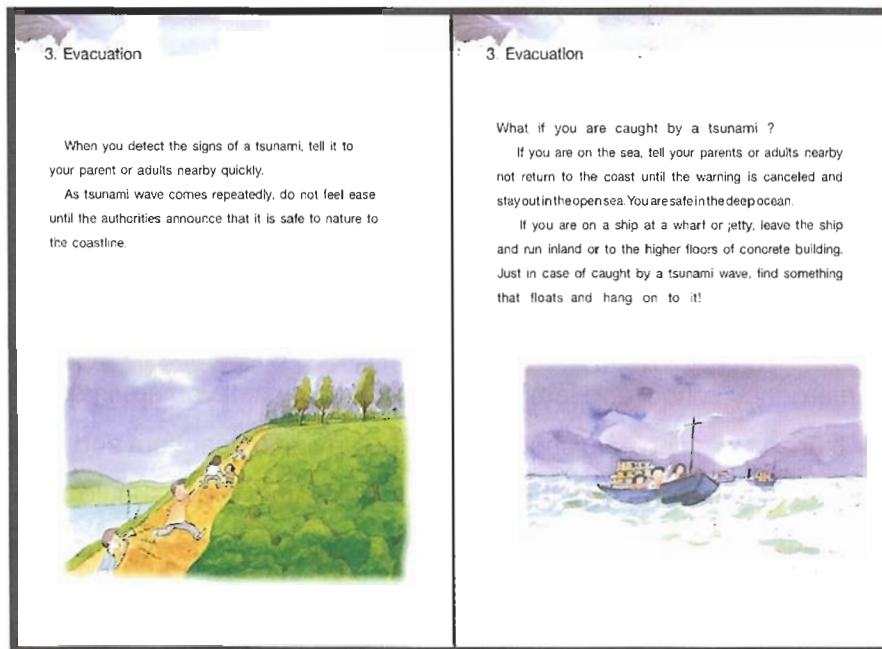 3. Evacuation
When you detect the signs of a tsunami, tell it to
your parent or adults nearby quickly.
As tsunami wave comes repeatedly, do not feel ease
until the authorities announce that it is safe to nature to
the coastline.
3. Evacuation
What if you are caught by a tsunami ?
If you are on the sea, tell your parents or adults nearby
not return to the coast until the warning is canceled and
stay out in the open sea. You are safe in the deep ocean.
If you are on a ship at a wharf or jetty, leave the ship
and run inland or to the higher floors of concrete building.
Just in case of caught by a tsunami wave, find something
that floats and hang on to it!